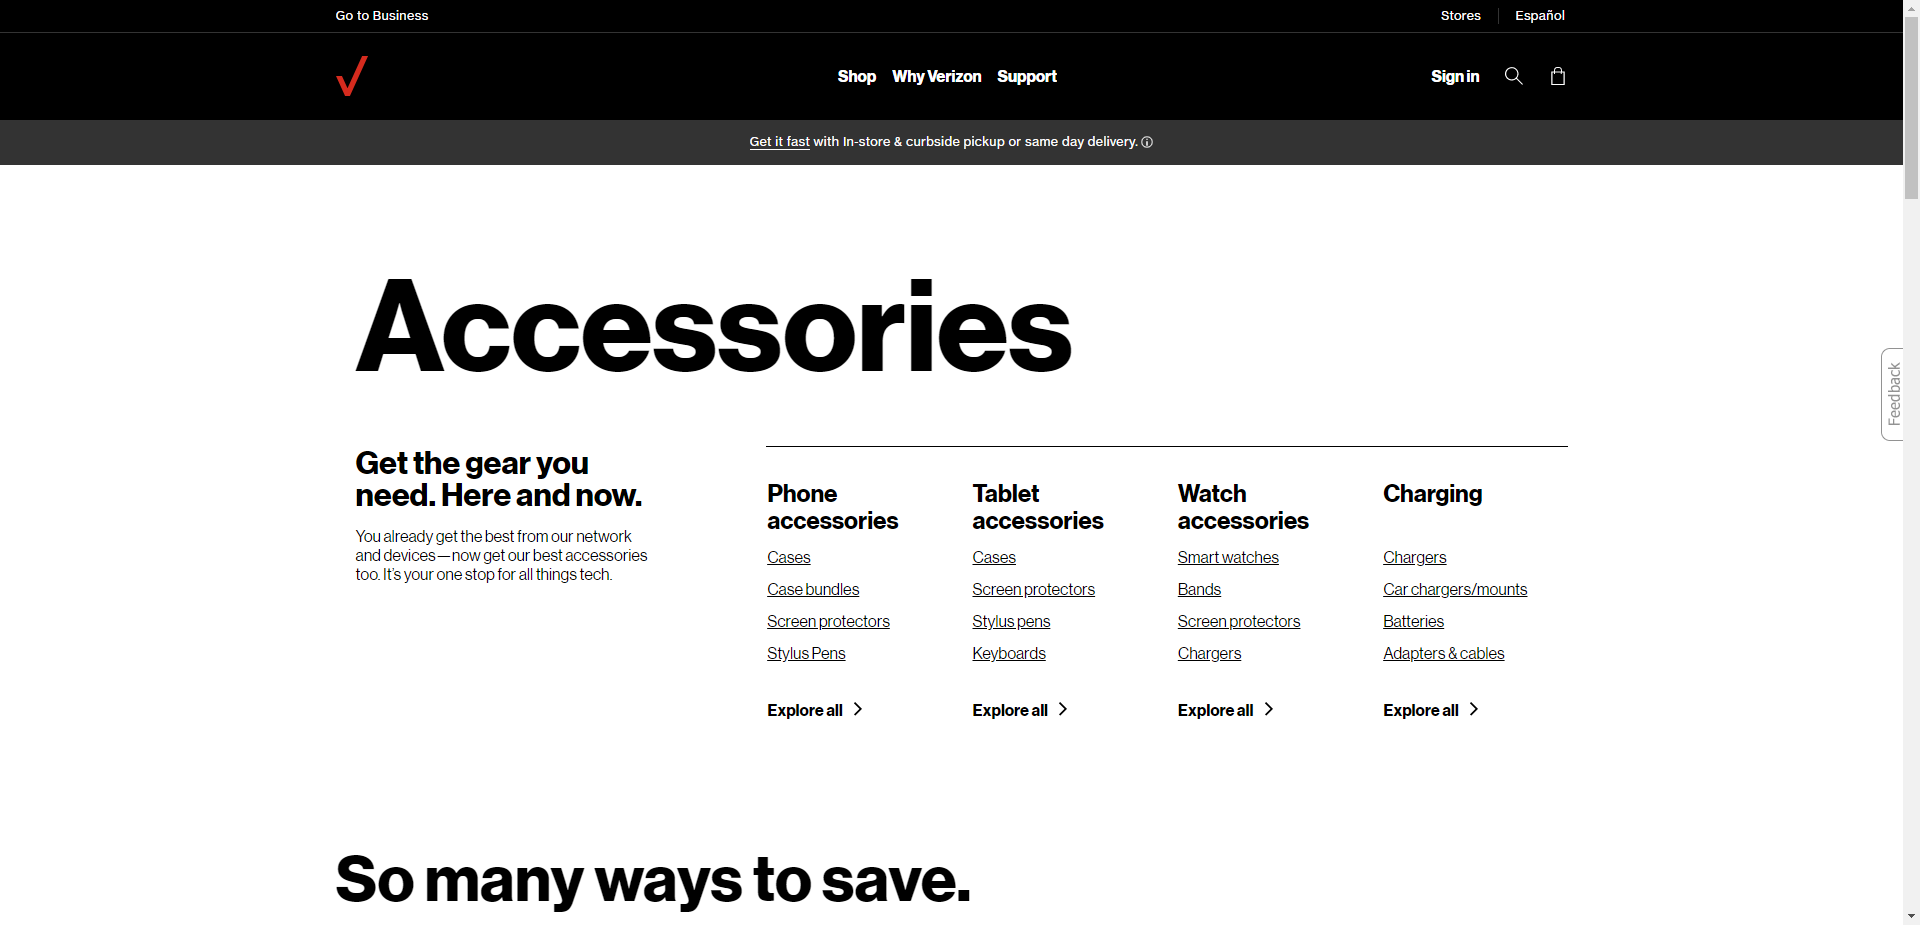 Go to Business
Stores
Español
Shop
Why Verizon
Support
Sign in
Get it fast with In-store & curbside pickup or same day delivery.
Accessories
Feedback
Get the gear you
need. Here and now.
You already get the best from our network
and devices—now get our best accessories
too. It's your one stop for all things tech.
Phone
accessories
Cases
Case bundles
Screen protectors
Stylus Pens
Explore all
Tablet
accessories
Cases
Screen protectors
Stylus pens
Keyboards
Explore all
Watch
accessories
Smart watches
Bands
Screen protectors
Chargers
Explore all
Charging
Chargers
Car chargers/mounts
Batteries
Adapters & cables
Explore all
So many ways to save.